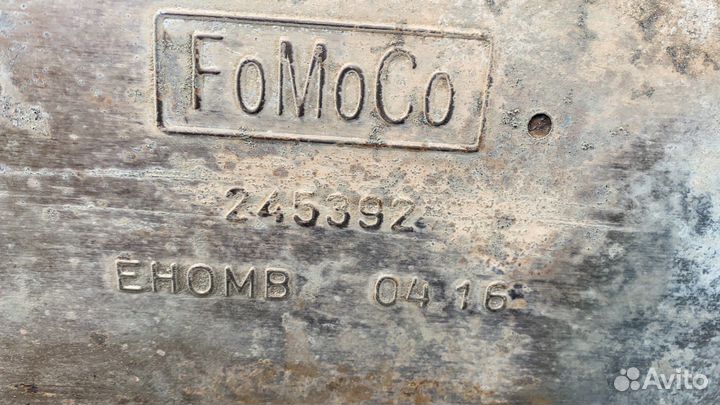 FoMoCo
245392
EHOMB 04 16
Avito